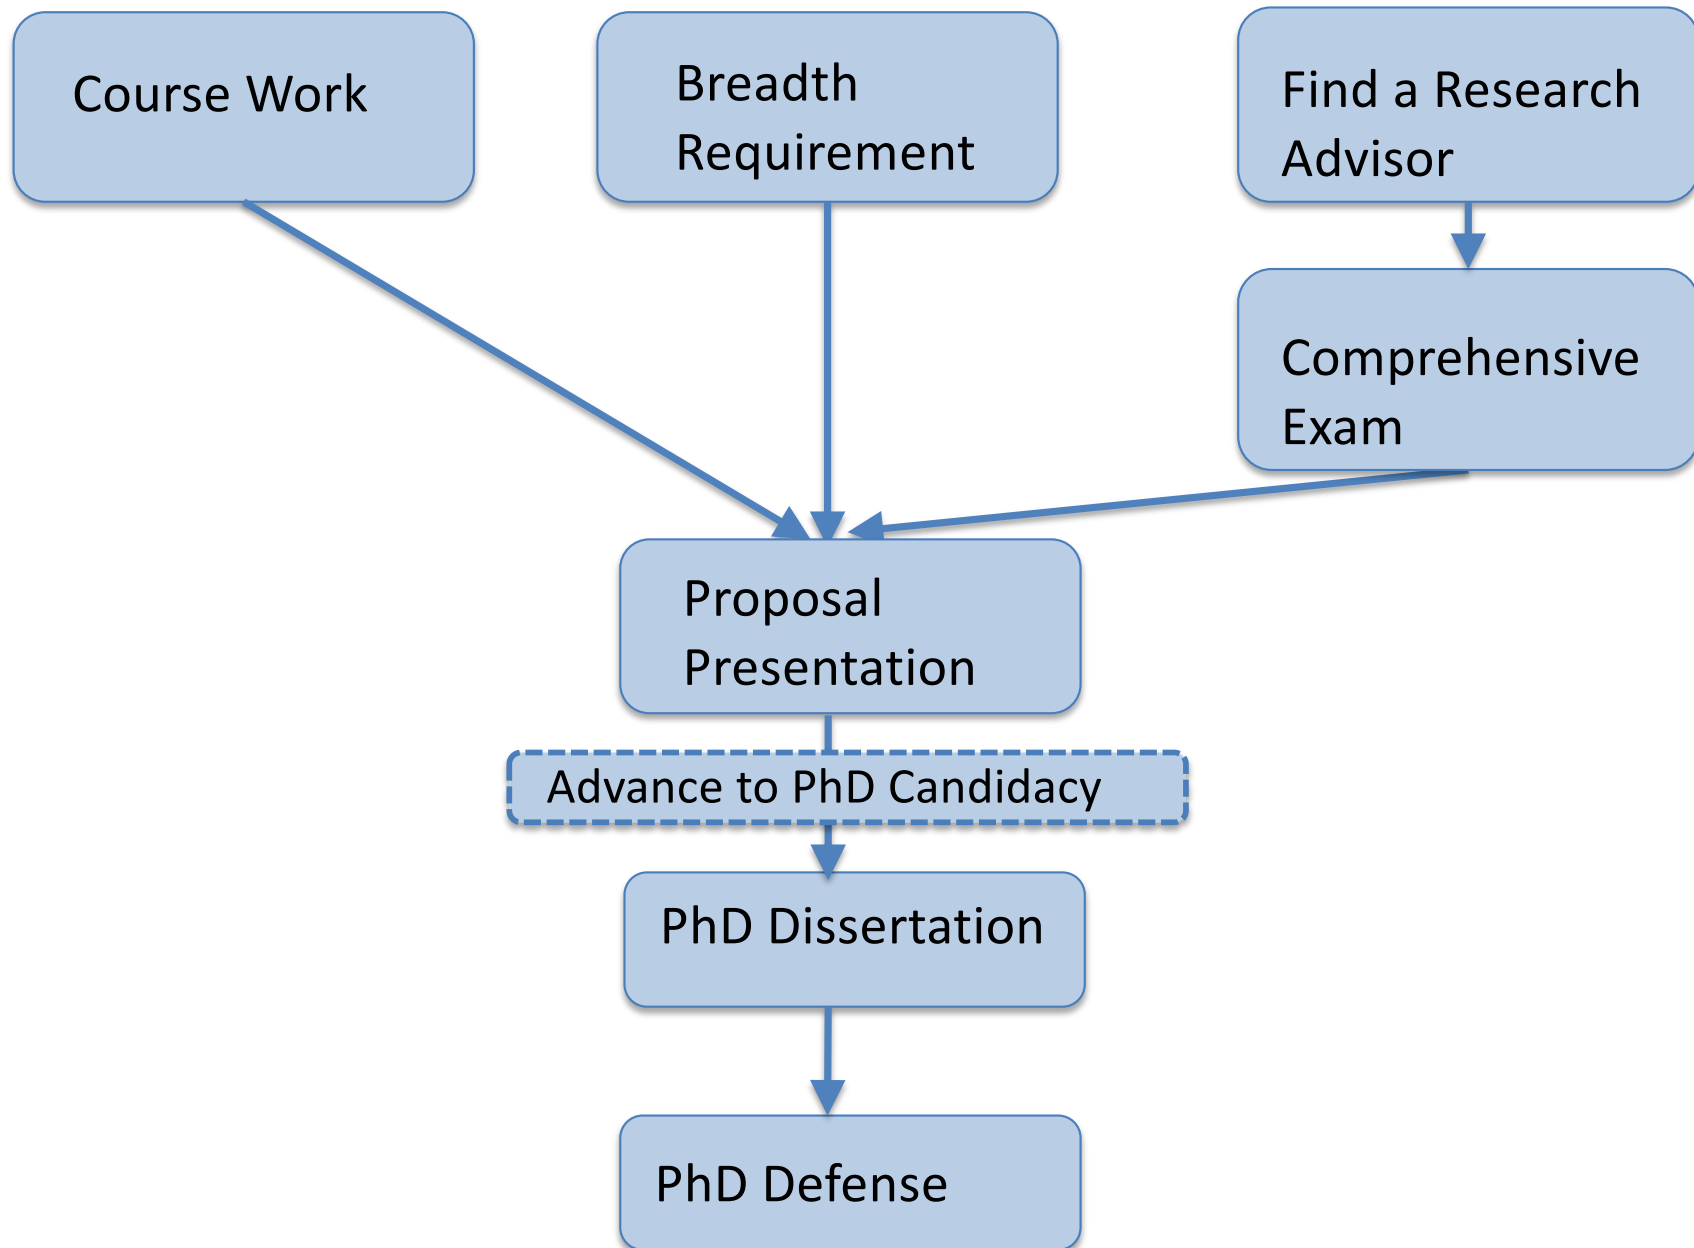 Course Work
Breadth
Requirement
Find a Research
Advisor
Comprehensive
Exam
Proposal
Presentation
Advance to PhD Candidacy
PhD Dissertation
PhD Defense